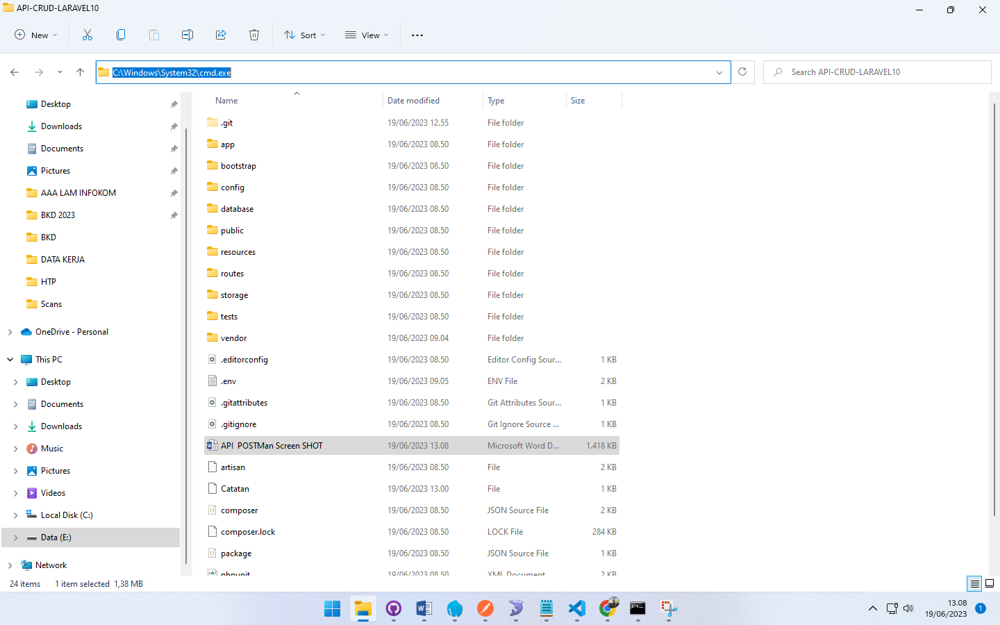 API-CRUD-LARAVEL10
New
Sort
View
C:\Windows\System32\cmd.exe
Search API-CRUD-LARAVEL10
Desktop
Downloads
Documents
Pictures
AAA LAM INFOKOM
BKD 2023
BKD
DATA KERJA
HTP
Scans
OneDrive - Personal
This PC
Desktop
Documents
Downloads
Music
Pictures
Videos
Local Disk (C:)
Data (E:)
Network
Name Date modified Type Size
.git 19/06/2023 12.55 File folder
app 19/06/2023 08.50 File folder
bootstrap 19/06/2023 08.50 File folder
config 19/06/2023 08.50 File folder
database 19/06/2023 08.50 File folder
public 19/06/2023 08.50 File folder
resources 19/06/2023 08.50 File folder
routes 19/06/2023 08.50 File folder
storage 19/06/2023 08.50 File folder
tests 19/06/2023 08.50 File folder
vendor 19/06/2023 09.04 File folder
.editorconfig 19/06/2023 08.50 Editor Config Sour... 1 KB
.env 19/06/2023 09.05 ENV File 2 KB
.gitattributes 19/06/2023 08.50 Git Attributes Sour... 1 KB
.gitignore 19/06/2023 08.50 Git Ignore Source ... 1 KB
API  POSTMan Screen SHOT 19/06/2023 13.08 Microsoft Word D... 1.418 KB
artisan 19/06/2023 08.50 File 2 KB
Catatan 19/06/2023 13.00 File 1 KB
composer 19/06/2023 08.50 JSON Source File 2 KB
composer.lock 19/06/2023 08.50 LOCK File 284 KB
package 19/06/2023 08.50 JSON Source File 1 KB
phpunit 19/06/2023 08.50 XML Document 2 KB
24 items 1 item selected 1,38 MB
13.08
19/06/2023
1